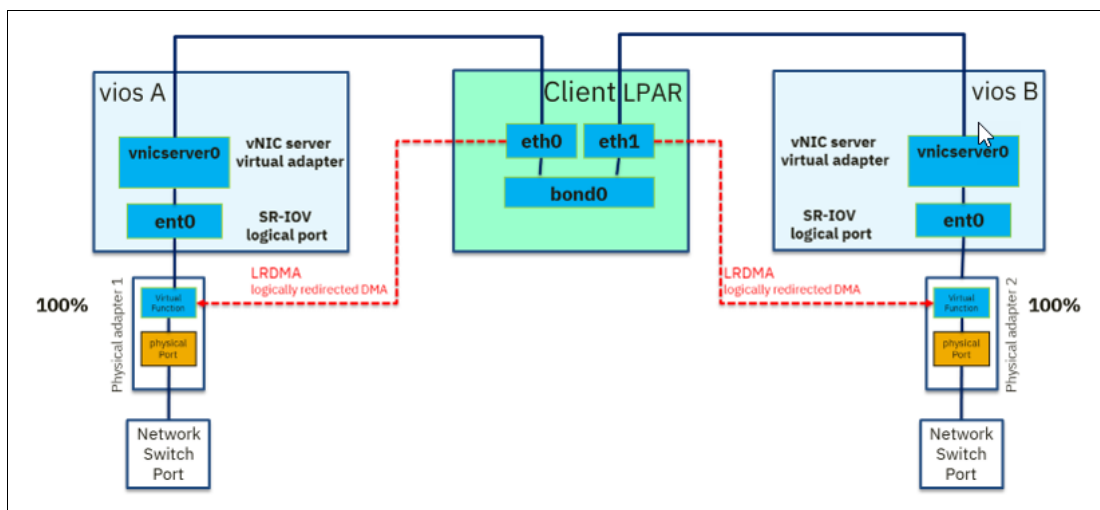 vios A
vNIC server
virtual adapter
vnicserver0
SR-IOV
logical port
ent0
Client LPAR
eth0
eth1
bond0
vios B
vNIC server
virtual adapter
vnicserver0
SR-IOV
logical port
ent0
LRDMA
logically redirected DMA
LRDMA
logically redirected DMA
100%
Physical adapter 1
Virtual
Function
physical
Port
Network
Switch
Port
Virtual
Function
physical
Port
Physical adapter 2
100%
Network
Switch
Port